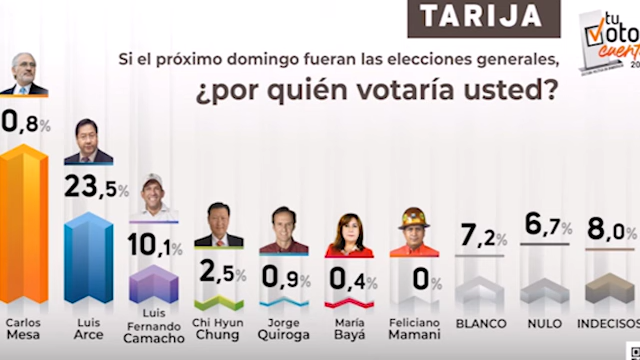 TARIJA
tu
Voto
cuenta
Si el próximo domingo fueran las elecciones generales,
¿por quién votaría usted?
0,8%
23,5%
10,1%
2,5%
0,9%
0,4%
0%
7,2%
6,7%
8,0%
Carlos
Mesa
Luis
Arce
Luis
Fernando
Camacho
Chi Hyun
Chung
Jorge
Quiroga
María
Bayá
Feliciano
Mamani
BLANCO
NULO
INDECISOS